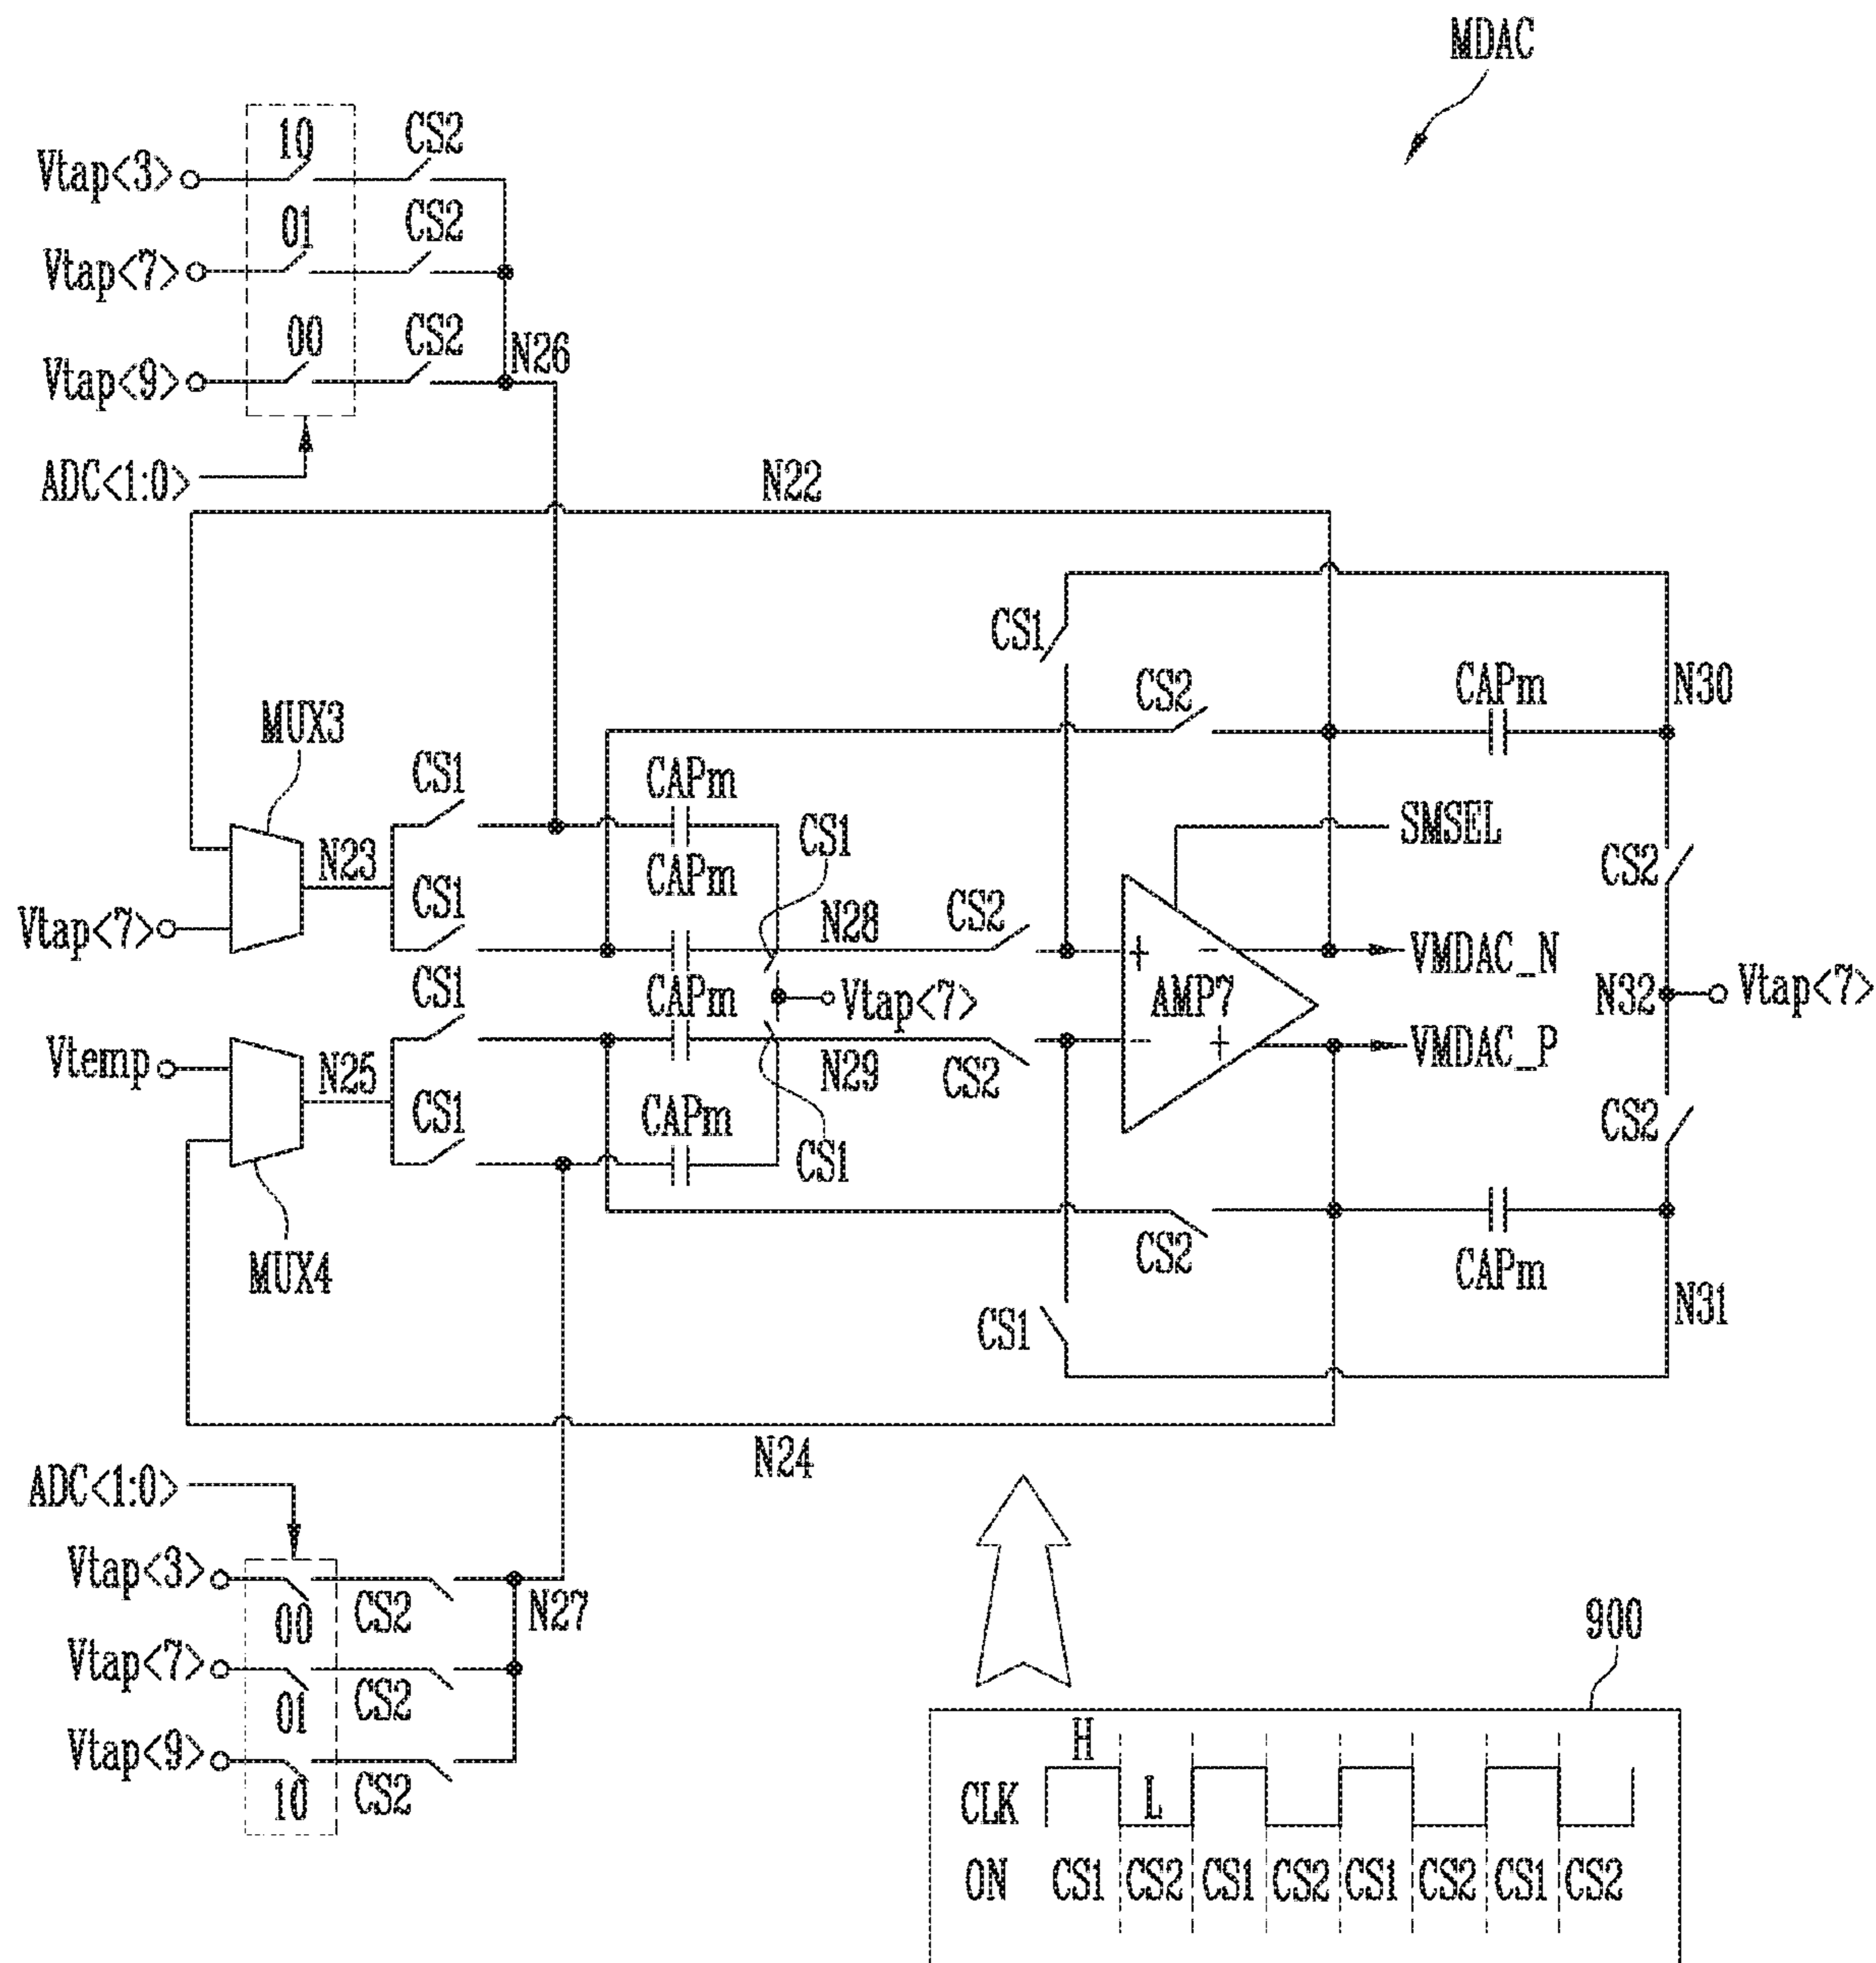 MDAC
10
CS2
Vtap<3>
01
CS2
Vtap<7>
00
CS2
Vtap<9>
N26
ADC<1:0>
N22
CS1
CS2
CAPm
N30
MUX3
CS1
CAPm
CS1
SMSEL
N23
CAPm
CS2
CS1
N28
CS2
Vtap<7>
+
−
VMDAC_N
CS1
CAPm
Vtap<7>
AMP7
N32
Vtap<7>
Vtemp
N25
N29
CS2
−
+
VMDAC_P
CS1
CAPm
CS1
CS2
MUX4
CS2
CAPm
CS1
N31
N24
ADC<1:0>
Vtap<3>
00
CS2
N27
Vtap<7>
01
CS2
Vtap<9>
10
CS2
900
H
CLK
L
ON CS1 CS2 CS1 CS2 CS1 CS2 CS1 CS2